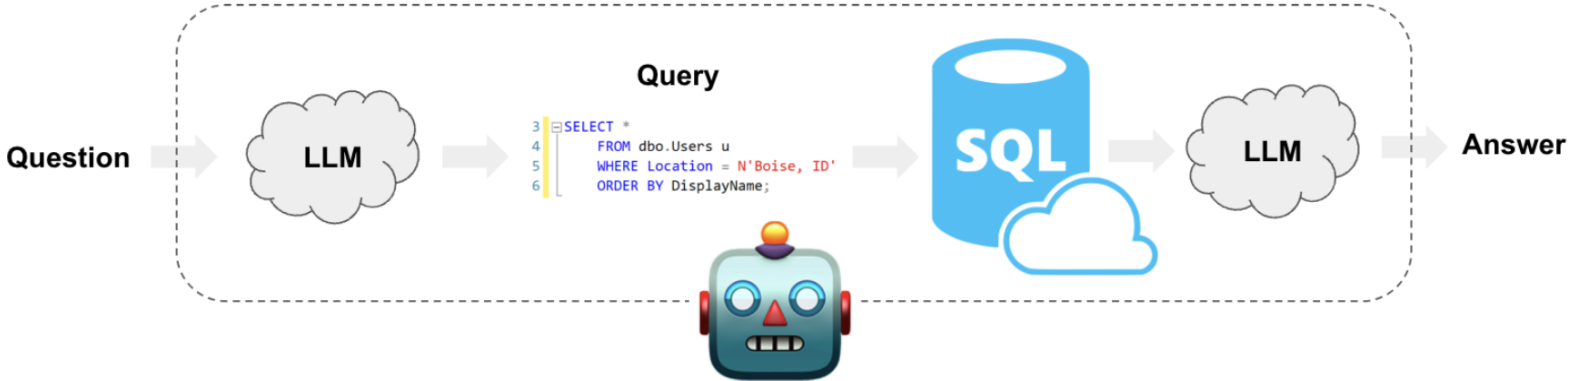 Question
LLM
Query
3 SELECT *
4 FROM dbo.Users u
5 WHERE Location = N'Boise, ID'
6 ORDER BY DisplayName;
SQL
LLM
Answer